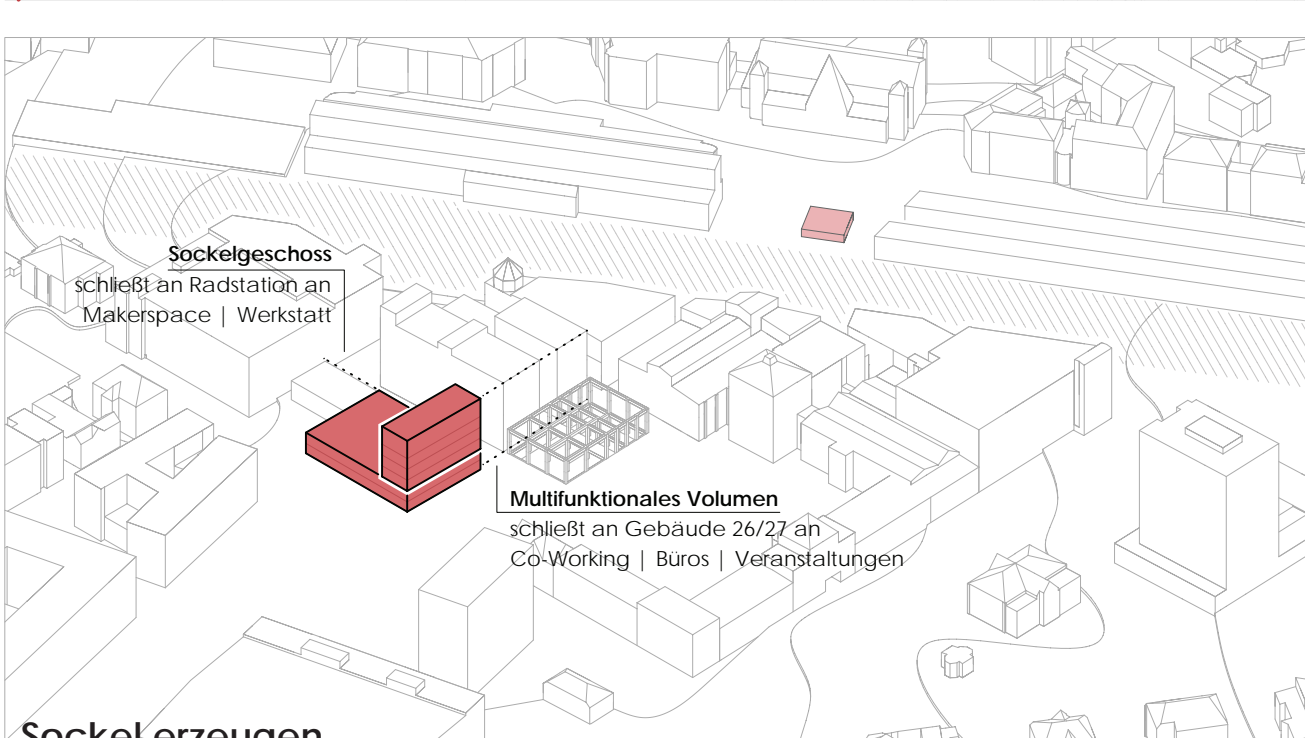 Sockelgeschoss
schließt an Radstation an
Makerspace | Werkstatt
Multifunktionales Volumen
schließt an Gebäude 26/27 an
Co-Working | Büros | Veranstaltungen
Sockel erzeugen